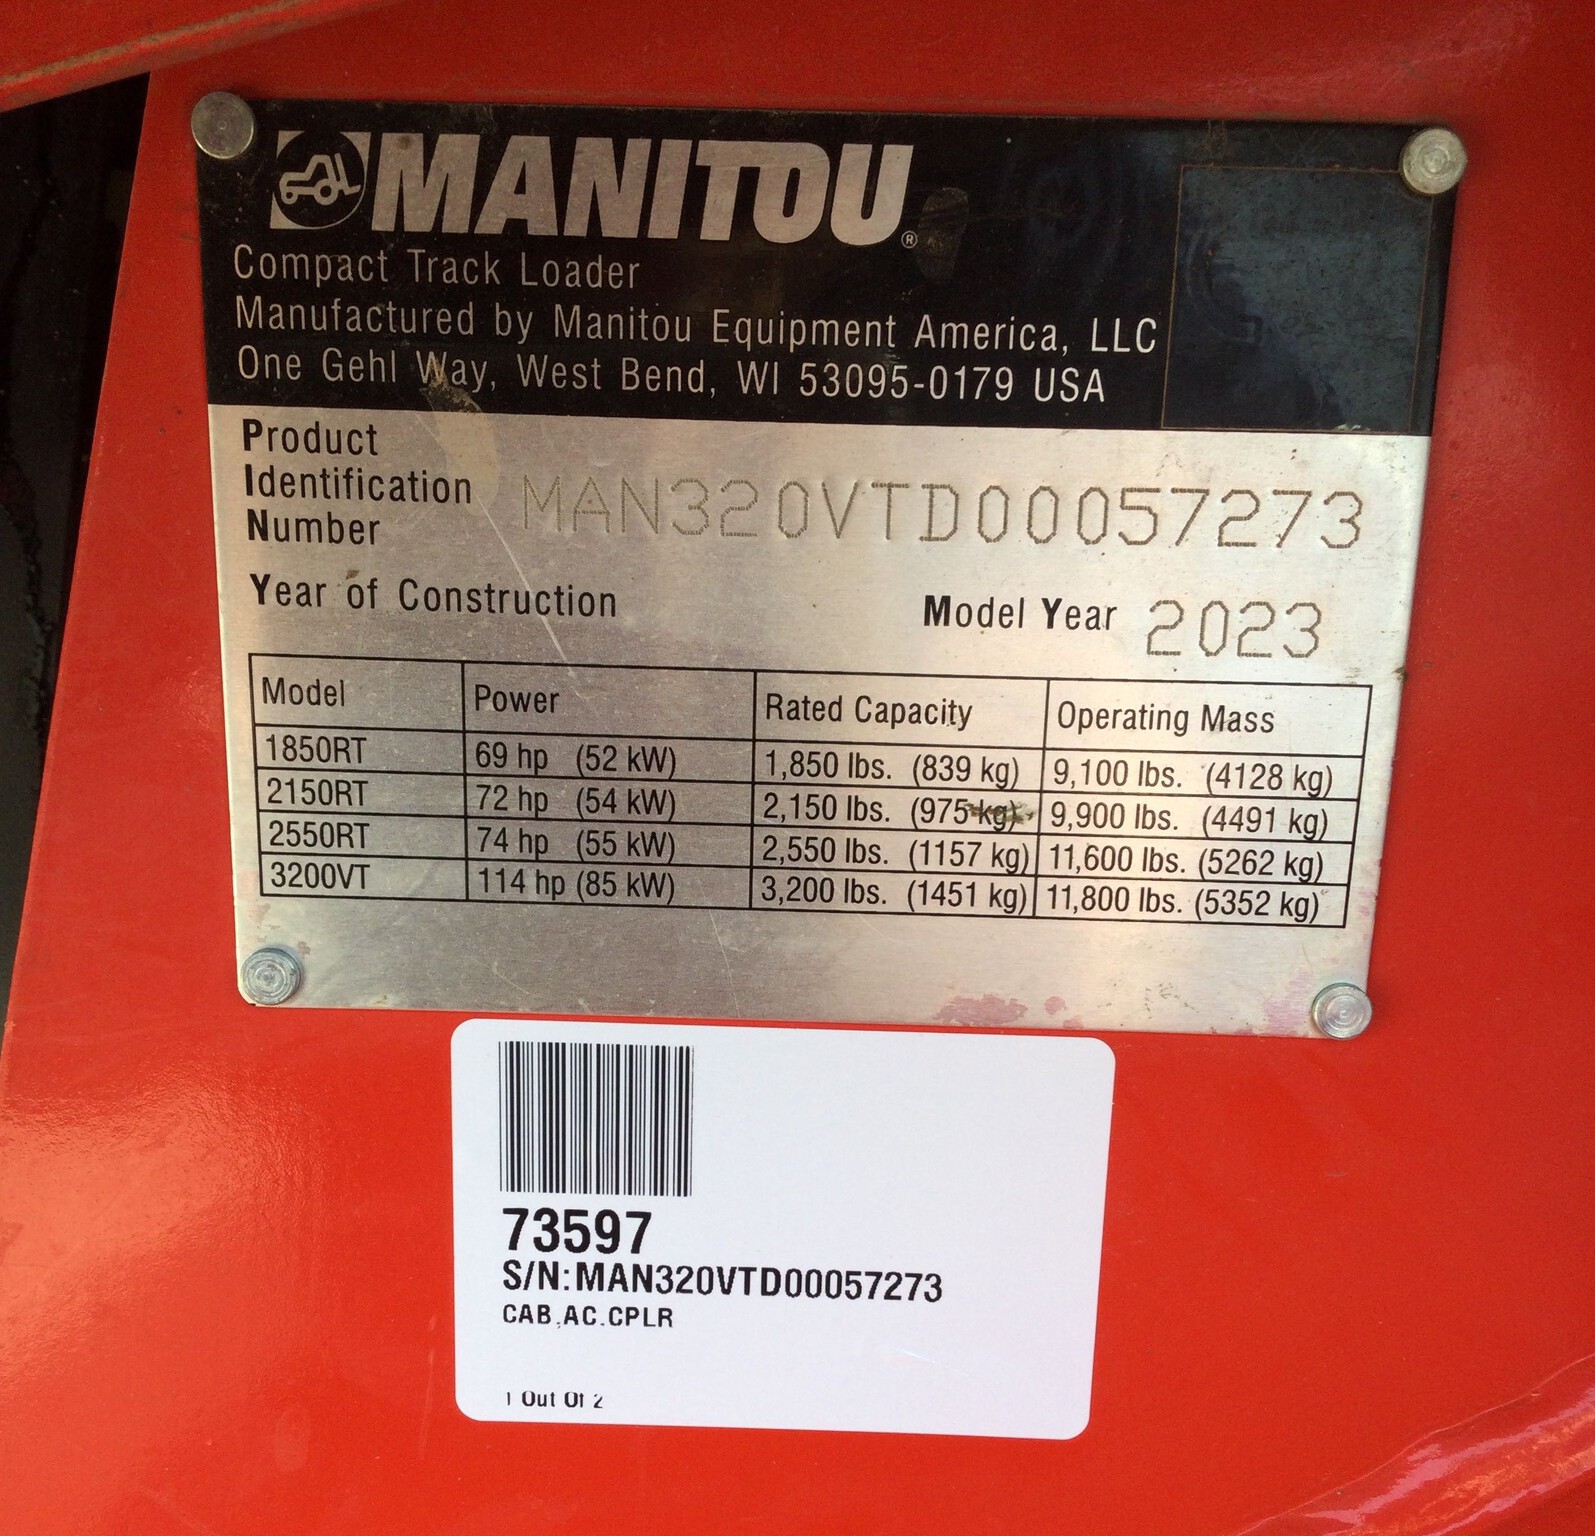 MANITOU®
Compact Track Loader
Manufactured by Manitou Equipment America, LLC
One Gehl Way, West Bend, WI 53095-0179 USA
Product
Identification
Number
MAN320VTD00057273
Year of Construction
Model Year 2023
Model Power Rated Capacity Operating Mass
1850RT 69 hp (52 kW) 1,850 lbs. (839 kg) 9,100 lbs. (4128 kg)
2150RT 72 hp (54 kW) 2,150 lbs. (975 kg) 9,900 lbs. (4491 kg)
2550RT 74 hp (55 kW) 2,550 lbs. (1157 kg) 11,600 lbs. (5262 kg)
3200VT 114 hp (85 kW) 3,200 lbs. (1451 kg) 11,800 lbs. (5352 kg)
73597
S/N:MAN320VTD00057273
CAB,AC.CPLR
1 Out Of 2